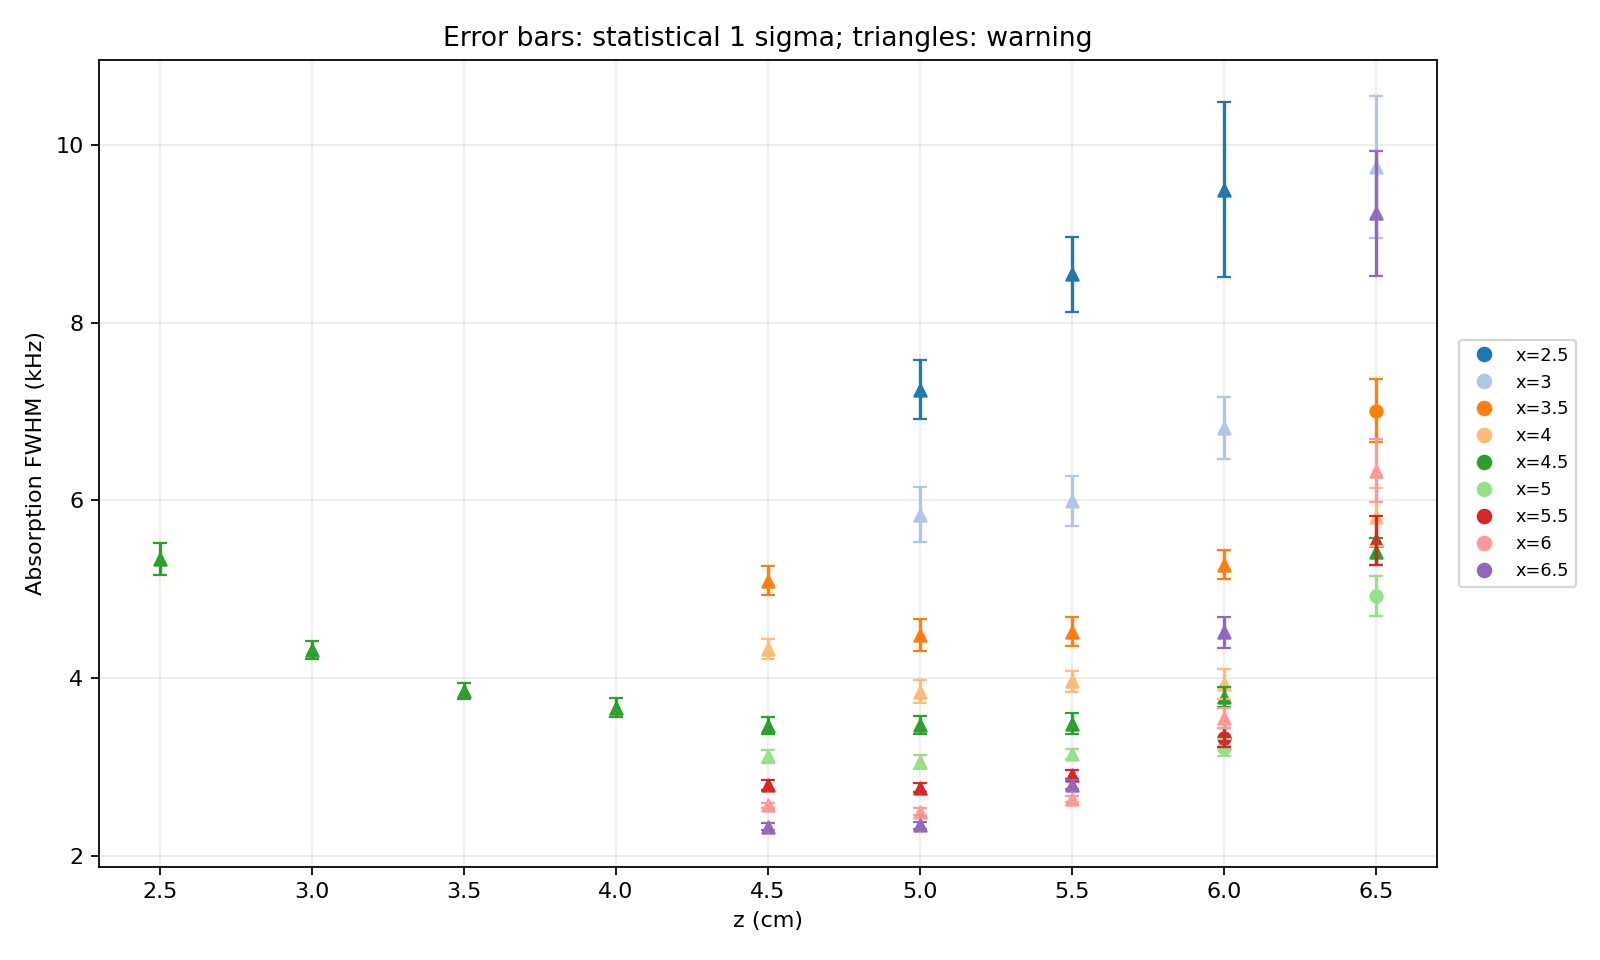 Error bars: statistical 1 sigma; triangles: warning
Absorption FWHM (kHz)
10
8
6
4
2
2.5 3.0 3.5 4.0 4.5 5.0 5.5 6.0 6.5
z (cm)
x=2.5
x=3
x=3.5
x=4
x=4.5
x=5
x=5.5
x=6
x=6.5